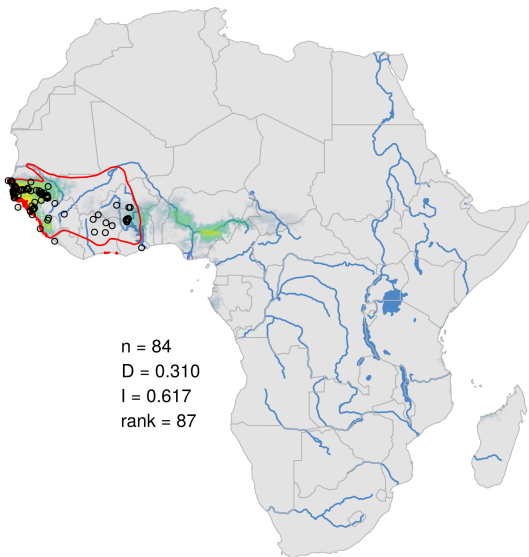 n = 84
D = 0.310
I = 0.617
rank = 87